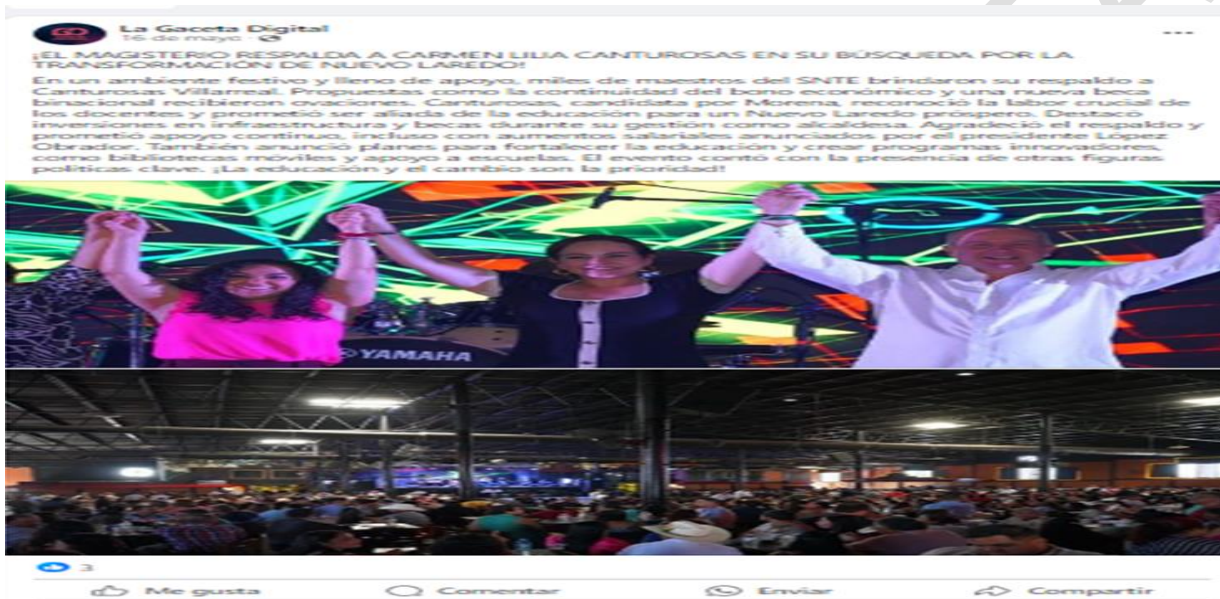 La Gaceta Digital
16 de mayo
¡EL MAGISTERIO RESPALDA A CARMEN LILIA CANTUROSAS EN SU BÚSQUEDA POR LA
TRANSFORMACIÓN DE NUEVO LAREDO!
En un ambiente festivo y lleno de apoyo, miles de maestros del SNTE brindaron su respaldo a
Canturosas Villarreal. Propuestas como la continuidad del bono económico y una nueva beca
binacional recibieron ovaciones. Canturosas, candidata por Morena, reconoció la labor crucial de
los docentes y prometió ser aliada de la educación para un Nuevo Laredo próspero. Destacó
inversiones en infraestructura y becas durante su gestión como alcaldesa. Agradeció el respaldo y
prometió apoyo continuo, incluso con aumentos salariales anunciados por el presidente López
Obrador. También anunció planes para fortalecer la educación y crear programas innovadores,
como bibliotecas móviles y apoyo a escuelas. El evento contó con la presencia de otras figuras
políticas clave. ¡La educación y el cambio son la prioridad!
YAMAHA
3
Me gusta
Comentar
Enviar
Compartir